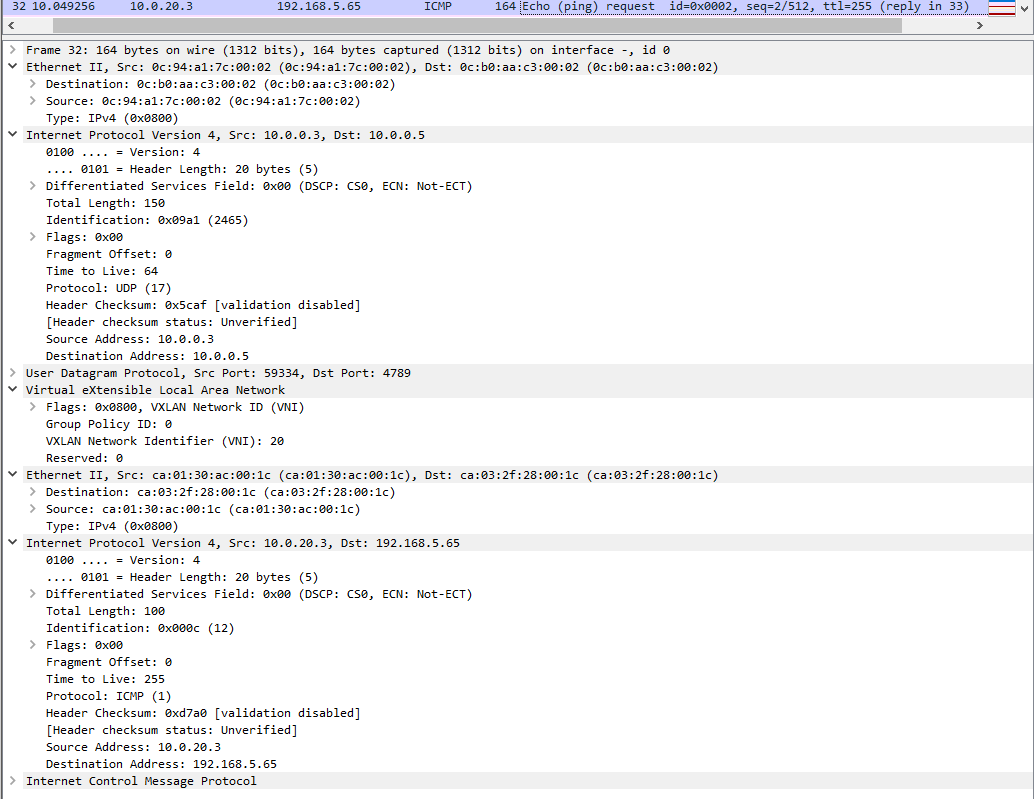 32 10.049256 10.0.20.3 192.168.5.65 ICMP 164 Echo (ping) request id=0x0002, seq=2/512, ttl=255 (reply in 33)
Frame 32: 164 bytes on wire (1312 bits), 164 bytes captured (1312 bits) on interface -, id 0
Ethernet II, Src: 0c:94:a1:7c:00:02 (0c:94:a1:7c:00:02), Dst: 0c:b0:aa:c3:00:02 (0c:b0:aa:c3:00:02)
Destination: 0c:b0:aa:c3:00:02 (0c:b0:aa:c3:00:02)
Source: 0c:94:a1:7c:00:02 (0c:94:a1:7c:00:02)
Type: IPv4 (0x0800)
Internet Protocol Version 4, Src: 10.0.0.3, Dst: 10.0.0.5
0100 .... = Version: 4
.... 0101 = Header Length: 20 bytes (5)
Differentiated Services Field: 0x00 (DSCP: CS0, ECN: Not-ECT)
Total Length: 150
Identification: 0x09a1 (2465)
Flags: 0x00
Fragment Offset: 0
Time to Live: 64
Protocol: UDP (17)
Header Checksum: 0x5caf [validation disabled]
[Header checksum status: Unverified]
Source Address: 10.0.0.3
Destination Address: 10.0.0.5
User Datagram Protocol, Src Port: 59334, Dst Port: 4789
Virtual eXtensible Local Area Network
Flags: 0x0800, VXLAN Network ID (VNI)
Group Policy ID: 0
VXLAN Network Identifier (VNI): 20
Reserved: 0
Ethernet II, Src: ca:01:30:ac:00:1c (ca:01:30:ac:00:1c), Dst: ca:03:2f:28:00:1c (ca:03:2f:28:00:1c)
Destination: ca:03:2f:28:00:1c (ca:03:2f:28:00:1c)
Source: ca:01:30:ac:00:1c (ca:01:30:ac:00:1c)
Type: IPv4 (0x0800)
Internet Protocol Version 4, Src: 10.0.20.3, Dst: 192.168.5.65
0100 .... = Version: 4
.... 0101 = Header Length: 20 bytes (5)
Differentiated Services Field: 0x00 (DSCP: CS0, ECN: Not-ECT)
Total Length: 100
Identification: 0x000c (12)
Flags: 0x00
Fragment Offset: 0
Time to Live: 255
Protocol: ICMP (1)
Header Checksum: 0xd7a0 [validation disabled]
[Header checksum status: Unverified]
Source Address: 10.0.20.3
Destination Address: 192.168.5.65
Internet Control Message Protocol